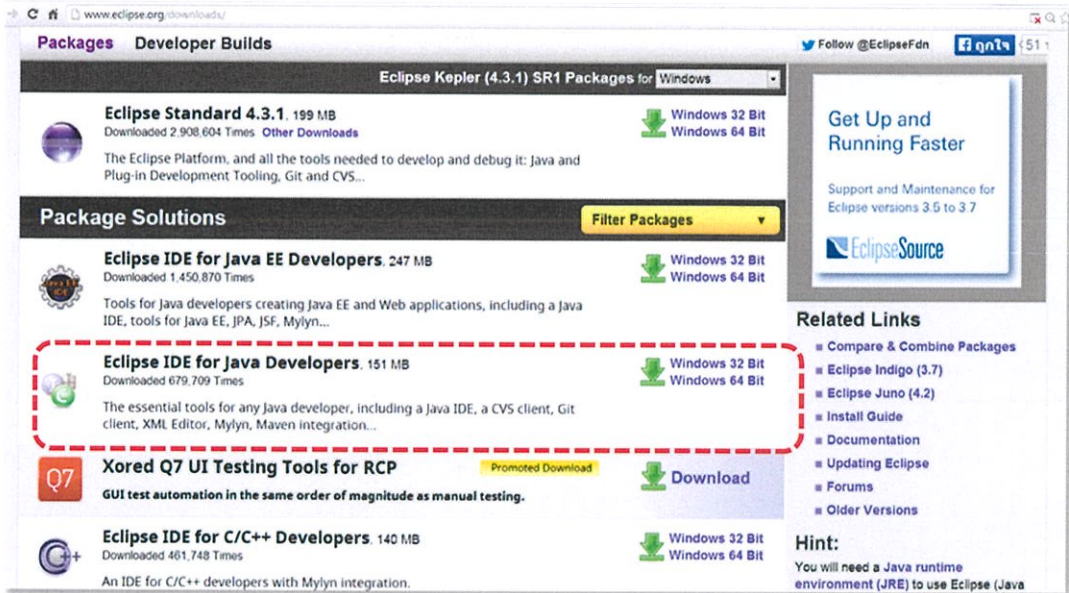 www.eclipse.org/downloads/
Packages Developer Builds
Follow @EclipseFdn
ถูกใจ
51
Eclipse Kepler (4.3.1) SR1 Packages for Windows
Eclipse Standard 4.3.1, 199 MB
Downloaded 2,908,604 Times Other Downloads
The Eclipse Platform, and all the tools needed to develop and debug it: Java and
Plug-in Development Tooling, Git and CVS...
Windows 32 Bit
Windows 64 Bit
Package Solutions
Filter Packages
Eclipse IDE for Java EE Developers, 247 MB
Downloaded 1,450,870 Times
Tools for Java developers creating Java EE and Web applications, including a Java
IDE, tools for Java EE, JPA, JSF, Mylyn...
Windows 32 Bit
Windows 64 Bit
Java EE
IDE
Eclipse IDE for Java Developers, 151 MB
Downloaded 679,709 Times
The essential tools for any Java developer, including a Java IDE, a CVS client, Git
client, XML Editor, Mylyn, Maven integration...
Windows 32 Bit
Windows 64 Bit
Q7
Xored Q7 UI Testing Tools for RCP
Promoted Download
GUI test automation in the same order of magnitude as manual testing.
Download
C++
Eclipse IDE for C/C++ Developers, 140 MB
Downloaded 461,748 Times
An IDE for C/C++ developers with Mylyn integration.
Windows 32 Bit
Windows 64 Bit
Get Up and
Running Faster
Support and Maintenance for
Eclipse versions 3.5 to 3.7
EclipseSource
Related Links
Compare & Combine Packages
Eclipse Indigo (3.7)
Eclipse Juno (4.2)
Install Guide
Documentation
Updating Eclipse
Forums
Older Versions
Hint:
You will need a Java runtime
environment (JRE) to use Eclipse (Java